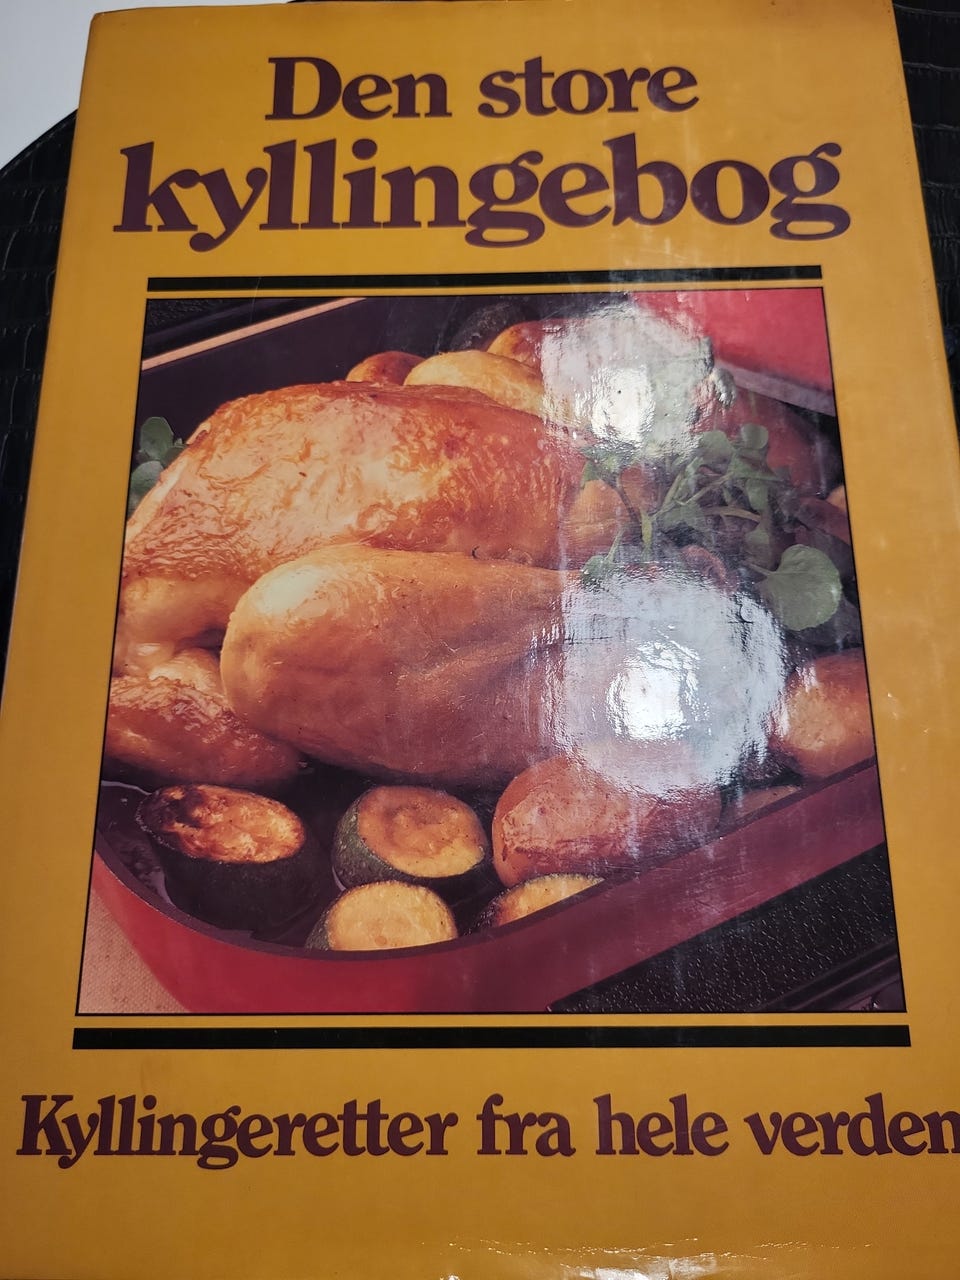 Den store
kyllingebog
Kyllingeretter fra hele verden